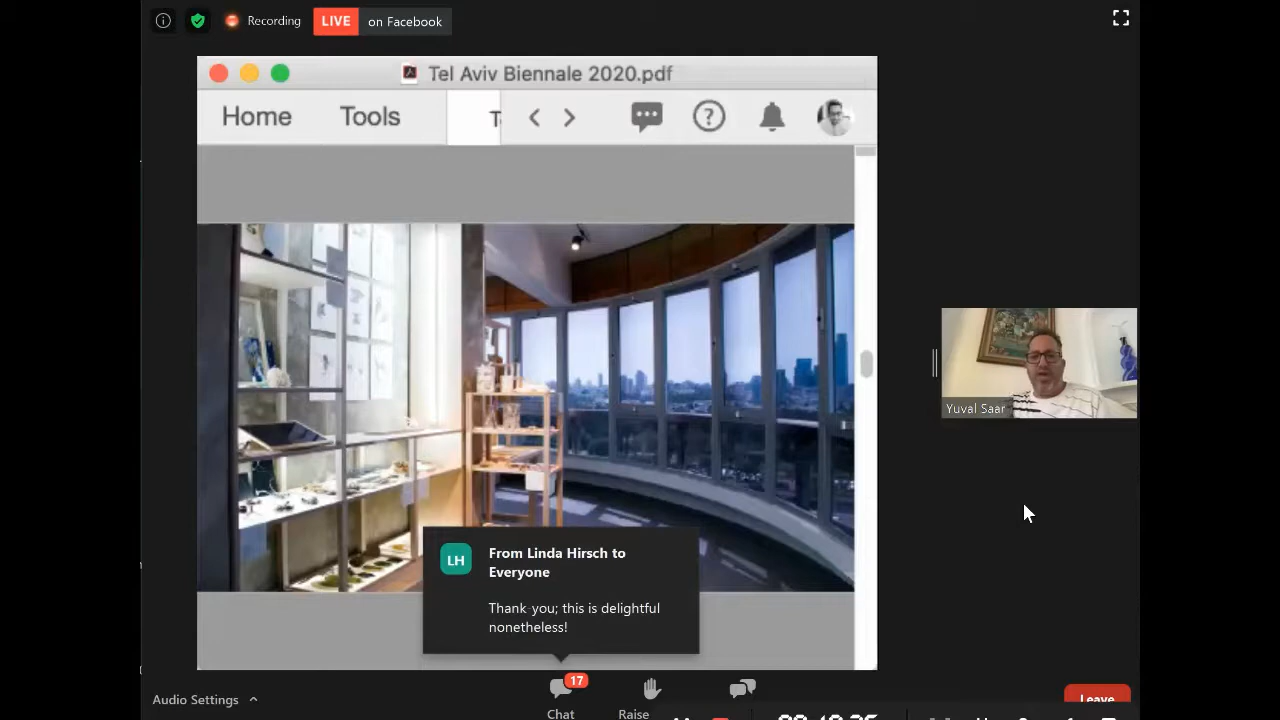 Recording
LIVE
on Facebook
Tel Aviv Biennale 2020.pdf
Home
Tools
Yuval Saar
LH
From Linda Hirsch to
Everyone
Thank-you; this is delightful
nonetheless!
Audio Settings
17
Chat
Raise
Leave